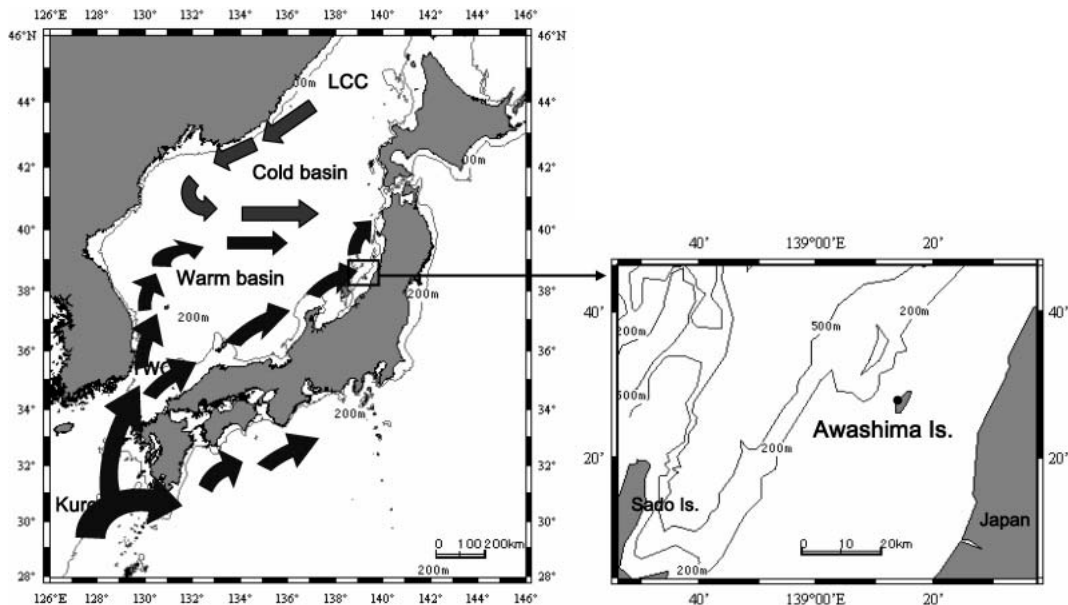 126°E 128° 130° 132° 134° 136° 138° 140° 142° 144° 146°
46°N 46°N
LCC
00m
44° 44°
42° 42°
00m
Cold basin
40° 40°
Warm basin
38° 38°
200m
200m
36° 36°
TWC
34° 34°
200m
32° 32°
Kuro
30° 30°
0 100 200km
28° 28°
200m
126°E 128° 130° 132° 134° 136° 138° 140° 142° 144° 146°
40' 139°00'E 20'
40' 40'
200m
500m
200m
500m
Awashima Is.
200m
20' 20'
Sado Is.
Japan
0 10 20km
200m
40' 139°00'E 20'